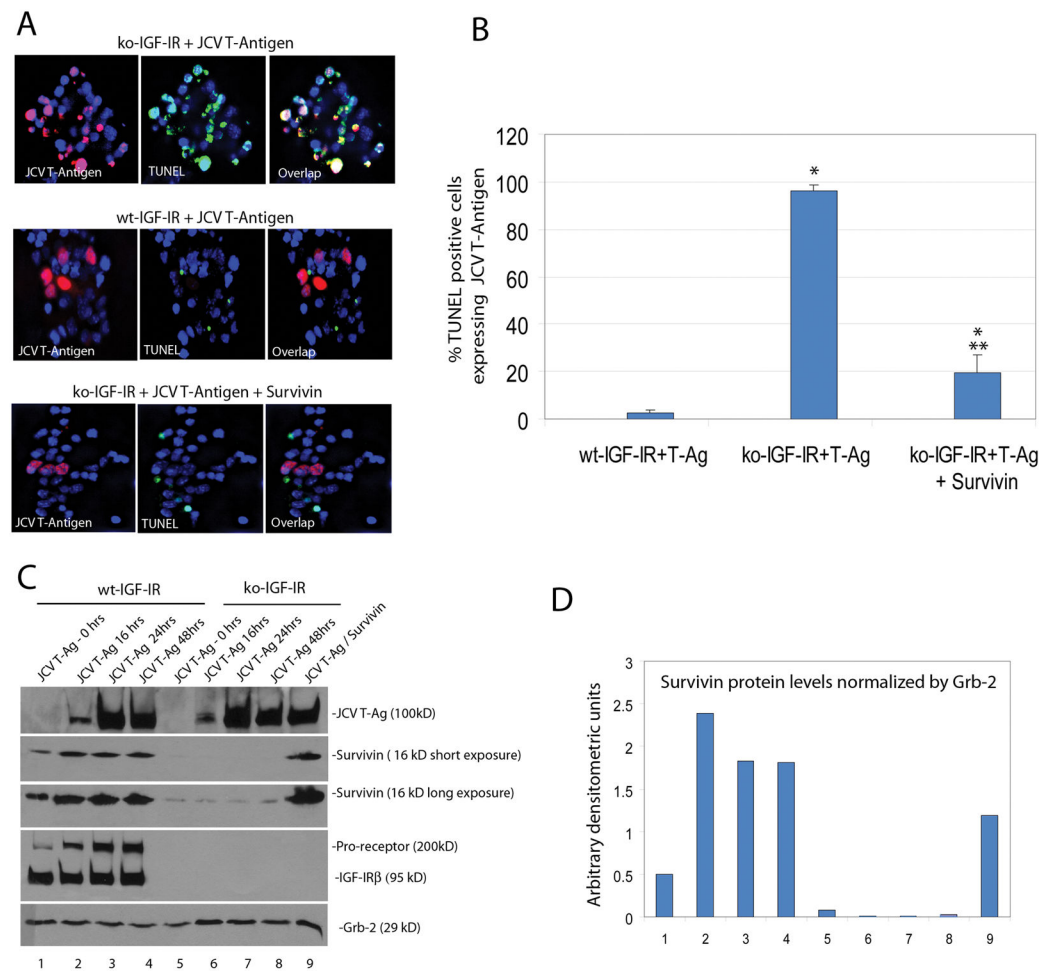 A
ko-IGF-IR + JCV T-Antigen
JCV T-Antigen
TUNEL
Overlap
wt-IGF-IR + JCV T-Antigen
JCV T-Antigen
TUNEL
Overlap
ko-IGF-IR + JCV T-Antigen + Survivin
JCV T-Antigen
TUNEL
Overlap
B
% TUNEL positive cells
expressing JCV T-Antigen
120
100
80
60
40
20
0
*
*
**
wt-IGF-IR+T-Ag
ko-IGF-IR+T-Ag
ko-IGF-IR+T-Ag
+ Survivin
C
wt-IGF-IR
ko-IGF-IR
JCV T-Ag - 0 hrs
JCV T-Ag 16 hrs
JCV T-Ag 24hrs
JCV T-Ag 48hrs
JCV T-Ag - 0 hrs
JCV T-Ag 16hrs
JCV T-Ag 24hrs
JCV T-Ag 48hrs
JCV T-Ag / Survivin
-JCV T-Ag (100kD)
-Survivin ( 16 kD short exposure)
-Survivin (16 kD long exposure)
-Pro-receptor (200kD)
-IGF-IRβ (95 kD)
-Grb-2 (29 kD)
1 2 3 4 5 6 7 8 9
D
Survivin protein levels normalized by Grb-2
Arbitrary densitometric units
3
2.5
2
1.5
1
0.5
0
1 2 3 4 5 6 7 8 9